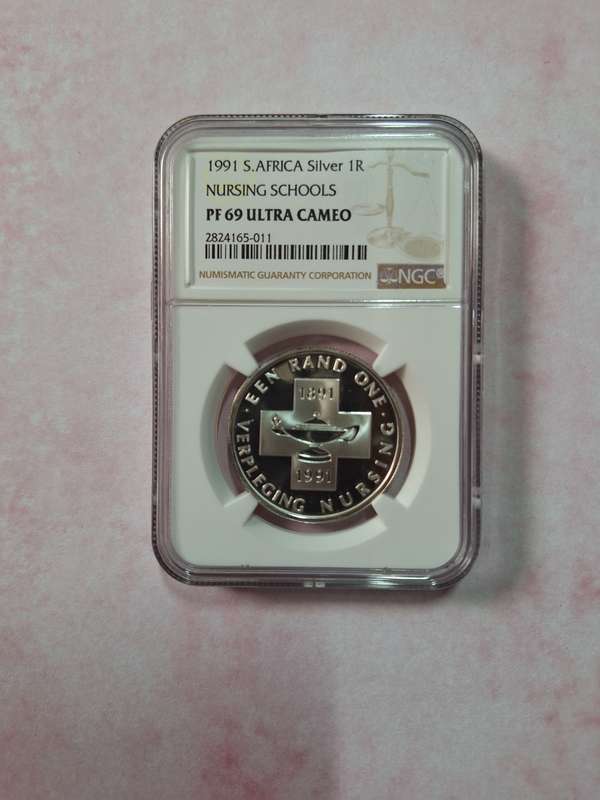 1991 S.AFRICA Silver 1R
NURSING SCHOOLS
PF 69 ULTRA CAMEO
2824165-011
NUMISMATIC GUARANTY CORPORATION
NGC®
· EEN RAND ONE ·
1891
1991
VERPLEGING NURSING